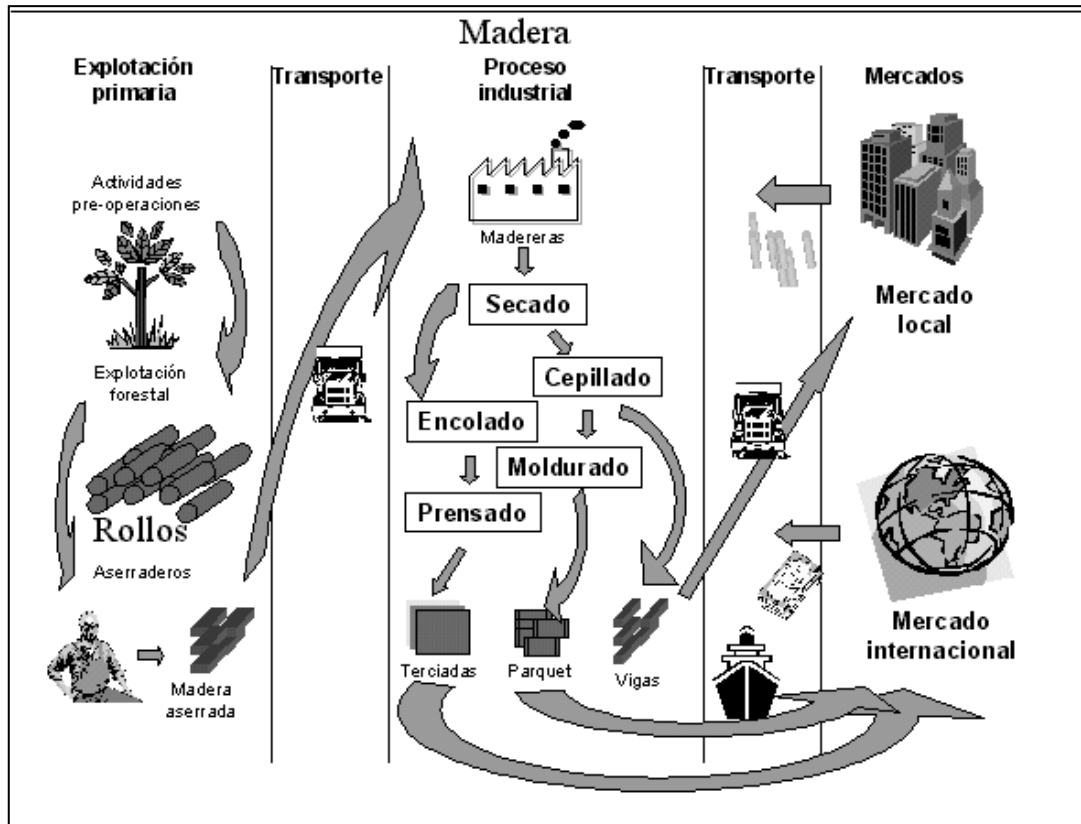 Madera
Explotación
primaria
Transporte
Proceso
industrial
Transporte
Mercados
Actividades
pre-operaciones
Explotación
forestal
Rollos
Aserraderos
Madera
aserrada
Madereras
Secado
Cepillado
Encolado
Moldurado
Prensado
Terciadas
Parquet
Vigas
Mercado
local
Mercado
internacional